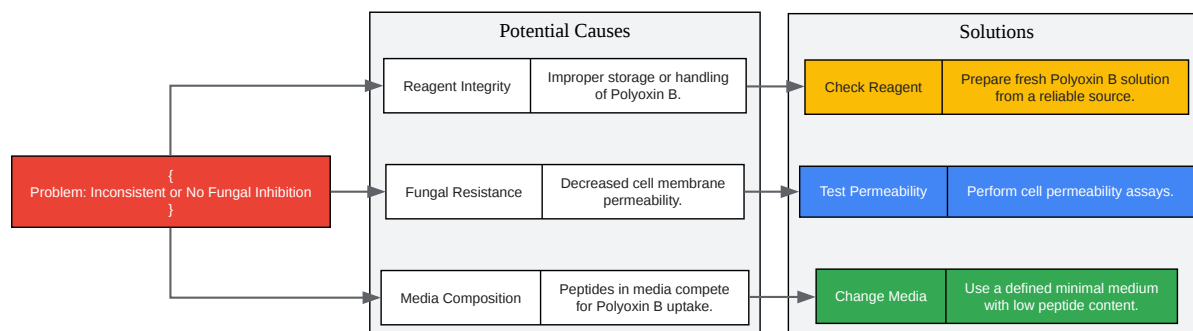 Potential Causes
Solutions
Reagent Integrity
Improper storage or handling
of Polyoxin B.
Check Reagent
Prepare fresh Polyoxin B solution
from a reliable source.
{
Problem: Inconsistent or No Fungal Inhibition
}
Fungal Resistance
Decreased cell membrane
permeability.
Test Permeability
Perform cell permeability assays.
Media Composition
Peptides in media compete
for Polyoxin B uptake.
Change Media
Use a defined minimal medium
with low peptide content.